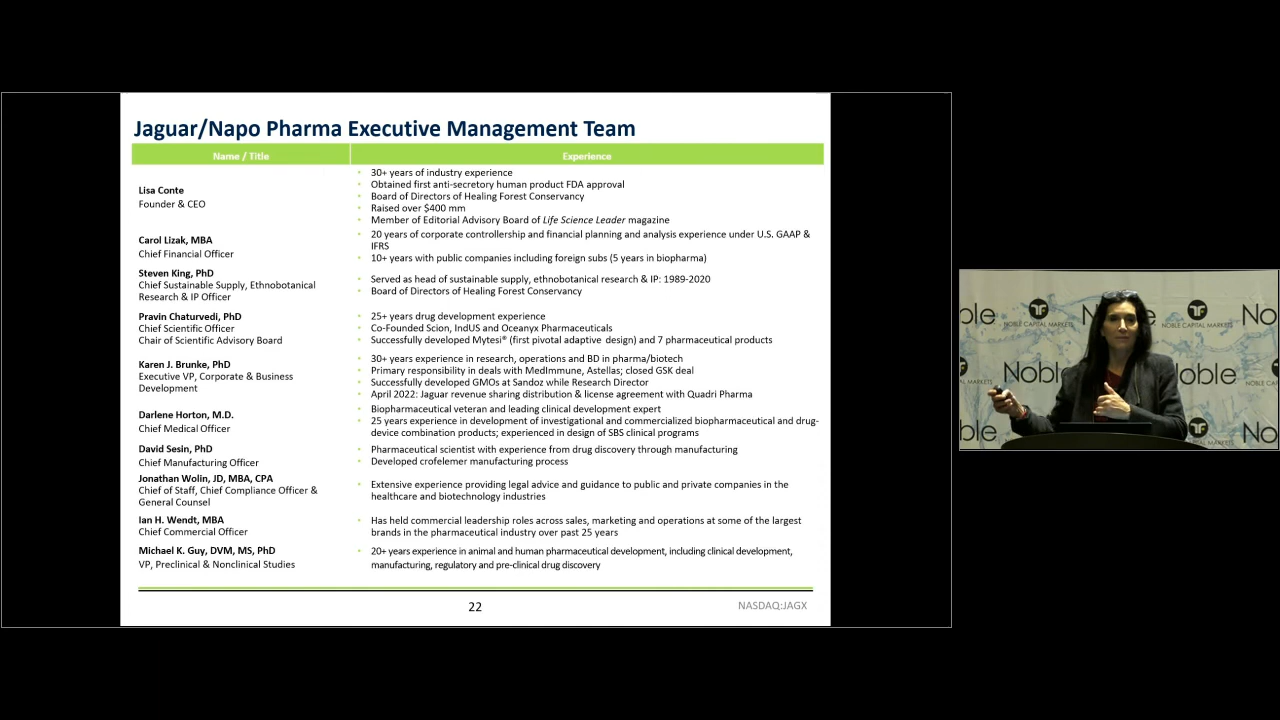 Jaguar/Napo Pharma Executive Management Team
Name / Title
Experience
Lisa Conte
Founder & CEO
• 30+ years of industry experience
• Obtained first anti-secretory human product FDA approval
• Board of Directors of Healing Forest Conservancy
• Raised over $400 mm
• Member of Editorial Advisory Board of Life Science Leader magazine
Carol Lizak, MBA
Chief Financial Officer
• 20 years of corporate controllership and financial planning and analysis experience under U.S. GAAP &
IFRS
• 10+ years with public companies including foreign subs (5 years in biopharma)
Steven King, PhD
Chief Sustainable Supply, Ethnobotanical
Research & IP Officer
• Served as head of sustainable supply, ethnobotanical research & IP: 1989-2020
• Board of Directors of Healing Forest Conservancy
Pravin Chaturvedi, PhD
Chief Scientific Officer
Chair of Scientific Advisory Board
• 25+ years drug development experience
• Co-Founded Scion, IndUS and Oceanyx Pharmaceuticals
• Successfully developed Mytesi® (first pivotal adaptive design) and 7 pharmaceutical products
Karen J. Brunke, PhD
Executive VP, Corporate & Business
Development
• 30+ years experience in research, operations and BD in pharma/biotech
• Primary responsibility in deals with MedImmune, Astellas; closed GSK deal
• Successfully developed GMOs at Sandoz while Research Director
• April 2022: Jaguar revenue sharing distribution & license agreement with Quadri Pharma
Darlene Horton, M.D.
Chief Medical Officer
• Biopharmaceutical veteran and leading clinical development expert
• 25 years experience in development of investigational and commercialized biopharmaceutical and drug-
device combination products; experienced in design of SBS clinical programs
David Sesin, PhD
Chief Manufacturing Officer
• Pharmaceutical scientist with experience from drug discovery through manufacturing
• Developed crofelemer manufacturing process
Jonathan Wolin, JD, MBA, CPA
Chief of Staff, Chief Compliance Officer &
General Counsel
• Extensive experience providing legal advice and guidance to public and private companies in the
healthcare and biotechnology industries
Ian H. Wendt, MBA
Chief Commercial Officer
• Has held commercial leadership roles across sales, marketing and operations at some of the largest
brands in the pharmaceutical industry over past 25 years
Michael K. Guy, DVM, MS, PhD
VP, Preclinical & Nonclinical Studies
• 20+ years experience in animal and human pharmaceutical development, including clinical development,
manufacturing, regulatory and pre-clinical drug discovery
22
NASDAQ:JAGX
oble
NOBLE CAPITAL MARKETS
NOBLE CAPITAL MARKETS
No
Noble
Noble
oble
No